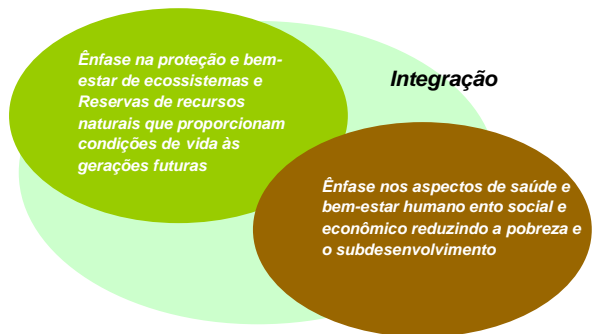 Ênfase na proteção e bem-
estar de ecossistemas e
Reservas de recursos
naturais que proporcionam
condições de vida às
gerações futuras
Integração
Ênfase nos aspectos de saúde e
bem-estar humano ento social e
econômico reduzindo a pobreza e
o subdesenvolvimento